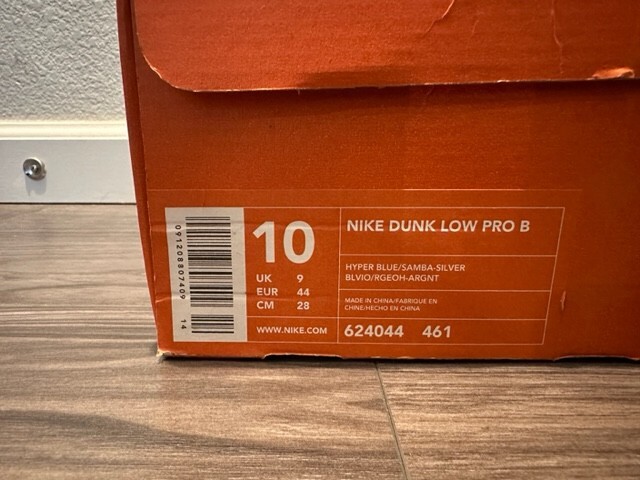 091208307409
14
10
UK 9
EUR 44
CM 28
WWW.NIKE.COM
NIKE DUNK LOW PRO B
HYPER BLUE/SAMBA-SILVER
BLVIO/RGEOH-ARGNT
MADE IN CHINA/FABRIQUE EN
CHINE/HECHO EN CHINA
624044 461